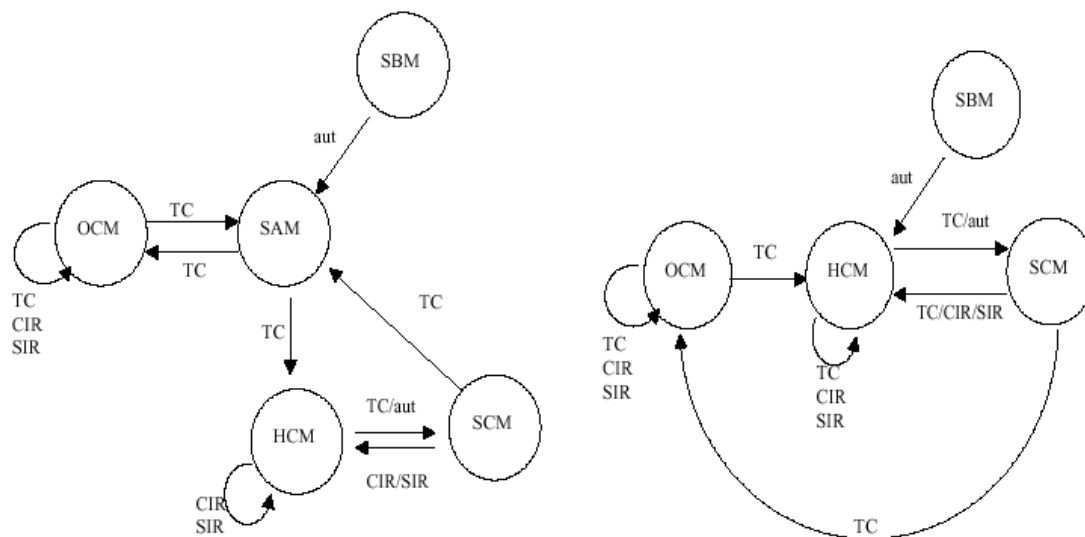 SBM
aut
OCM
TC
SAM
TC
TC
CIR
SIR
TC
TC
HCM
TC/aut
SCM
CIR/SIR
CIR
SIR
SBM
aut
OCM
TC
HCM
TC/aut
SCM
TC/CIR/SIR
TC
CIR
SIR
TC
CIR
SIR
TC